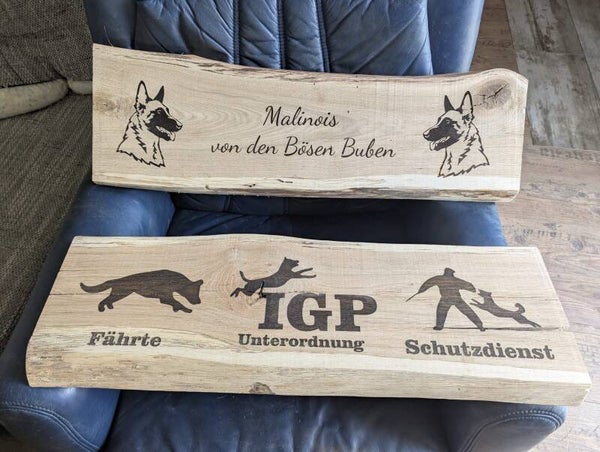 Malinois
von den Bösen Buben
IGP
Fährte
Unterordnung
Schutzdienst